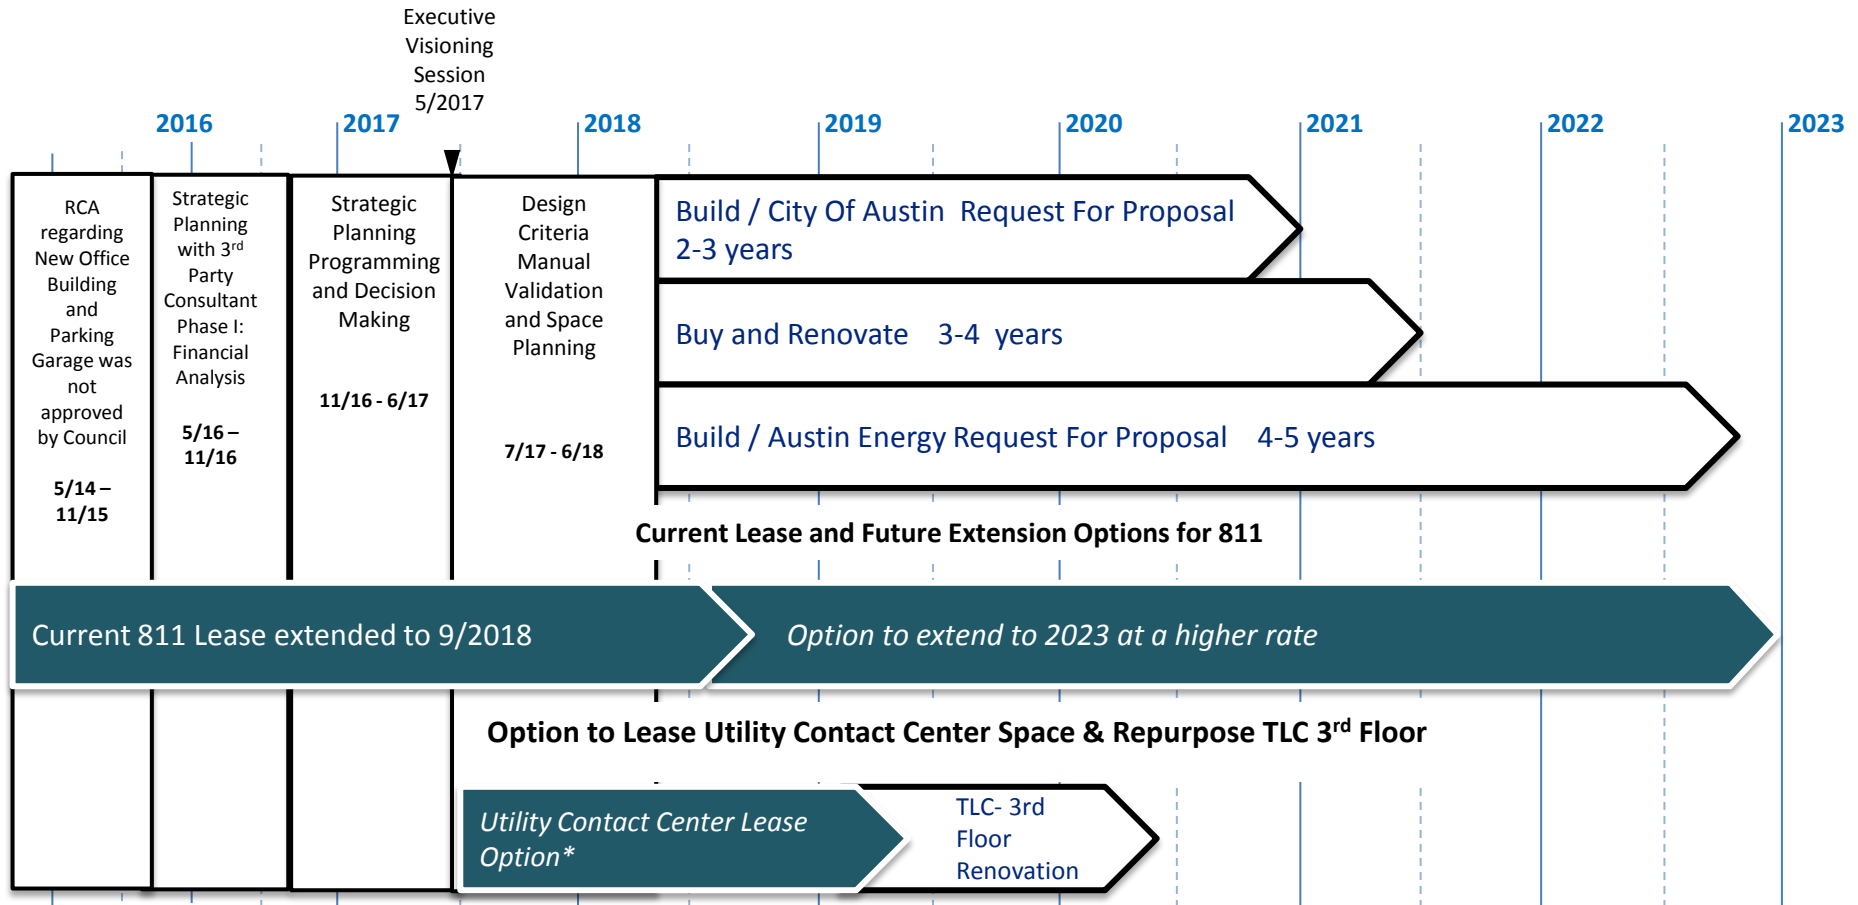 Executive
Visioning
Session
5/2017
2016
2017
2018
2019
2020
2021
2022
2023
RCA
regarding
New Office
Building
and
Parking
Garage was
not
approved
by Council
5/14 –
11/15
Strategic
Planning
with 3rd
Party
Consultant
Phase I:
Financial
Analysis
5/16 –
11/16
Strategic
Planning
Programming
and Decision
Making
11/16 - 6/17
Design
Criteria
Manual
Validation
and Space
Planning
7/17 - 6/18
Build / City Of Austin Request For Proposal
2-3 years
Buy and Renovate 3-4 years
Build / Austin Energy Request For Proposal 4-5 years
Current Lease and Future Extension Options for 811
Current 811 Lease extended to 9/2018
Option to extend to 2023 at a higher rate
Option to Lease Utility Contact Center Space & Repurpose TLC 3rd Floor
Utility Contact Center Lease
Option*
TLC- 3rd
Floor
Renovation